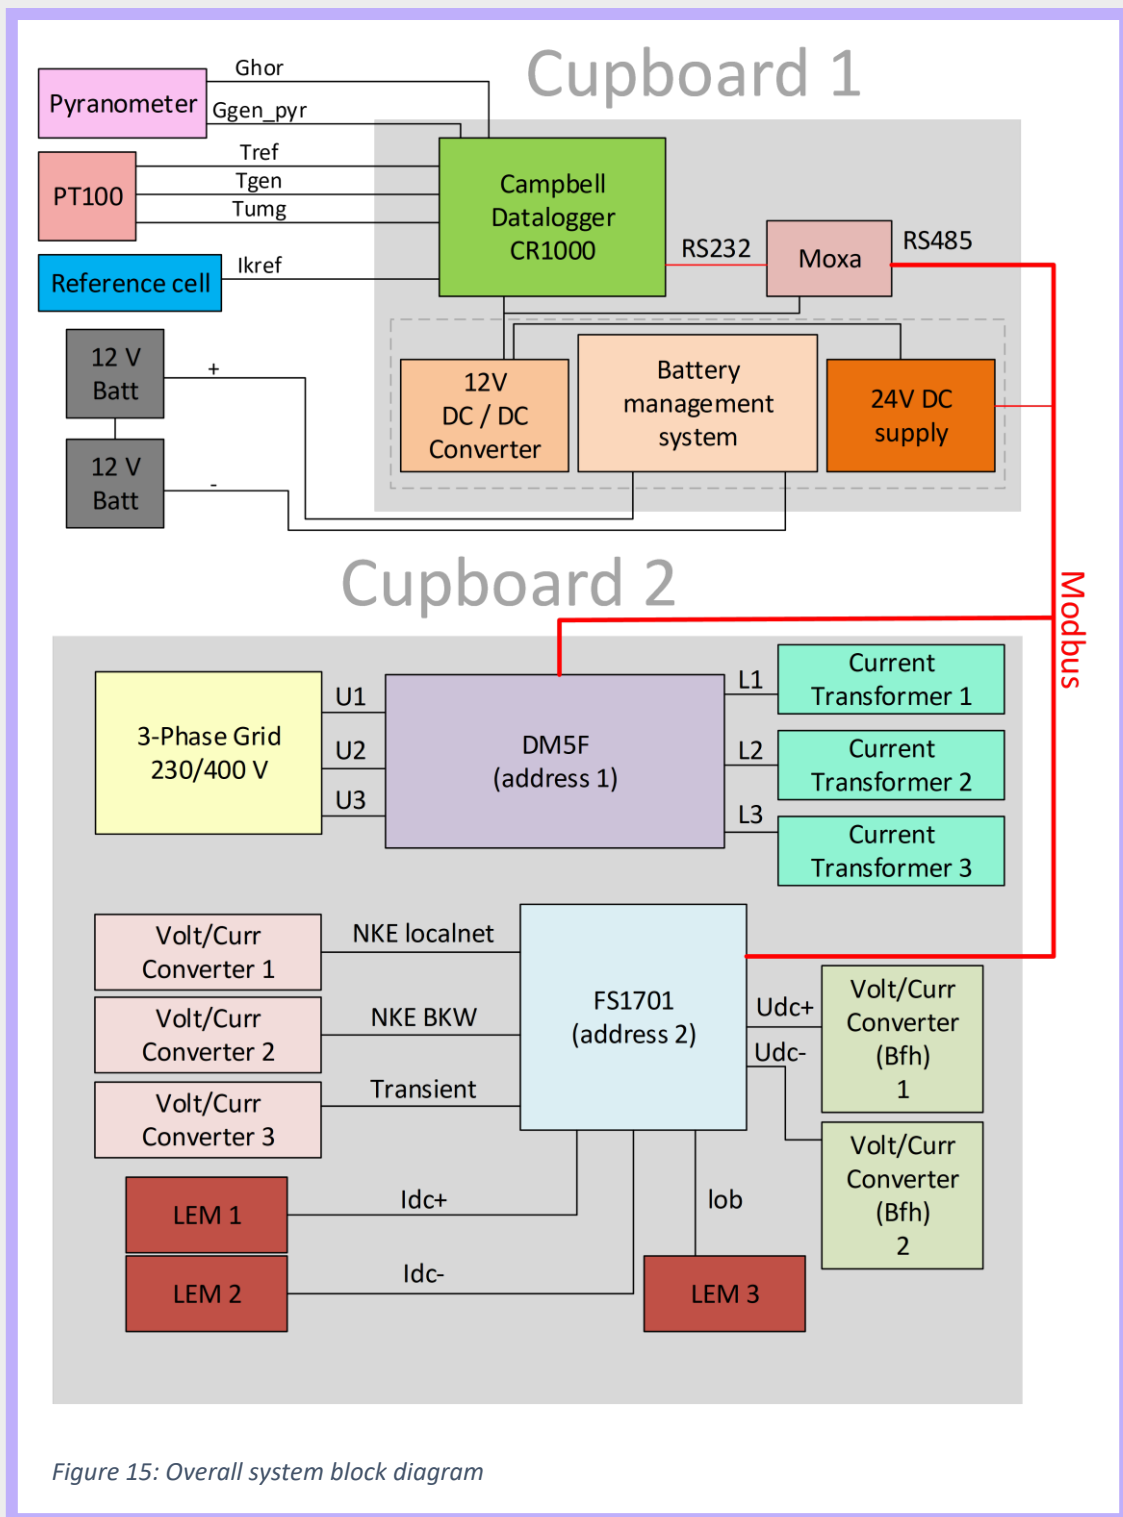 Cupboard 1
Pyranometer
Ghor
Ggen_pyr
PT100
Tref
Tgen
Tumg
Reference cell
Ikref
Campbell
Datalogger
CR1000
RS232
Moxa
RS485
12 V
Batt
+
12 V
Batt
-
12V
DC / DC
Converter
Battery
management
system
24V DC
supply
Modbus
Cupboard 2
3-Phase Grid
230/400 V
U1
U2
U3
DM5F
(address 1)
L1
L2
L3
Current
Transformer 1
Current
Transformer 2
Current
Transformer 3
Volt/Curr
Converter 1
NKE localnet
Volt/Curr
Converter 2
NKE BKW
Volt/Curr
Converter 3
Transient
FS1701
(address 2)
Udc+
Udc-
Volt/Curr
Converter
(Bfh)
1
Volt/Curr
Converter
(Bfh)
2
LEM 1
Idc+
LEM 2
Idc-
Iob
LEM 3
Figure 15: Overall system block diagram